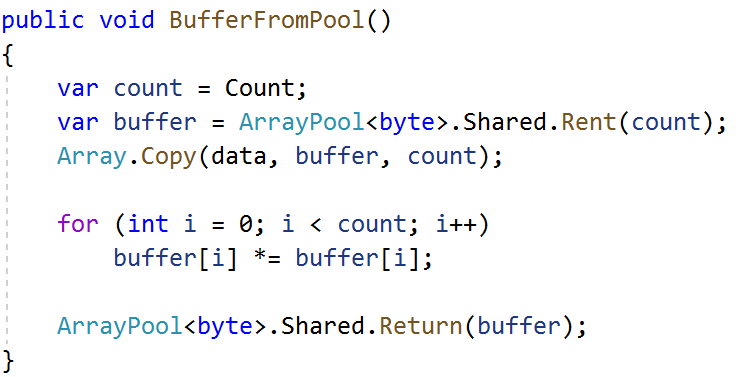 public void BufferFromPool()
{
    var count = Count;
    var buffer = ArrayPool<byte>.Shared.Rent(count);
    Array.Copy(data, buffer, count);

    for (int i = 0; i < count; i++)
        buffer[i] *= buffer[i];

    ArrayPool<byte>.Shared.Return(buffer);
}